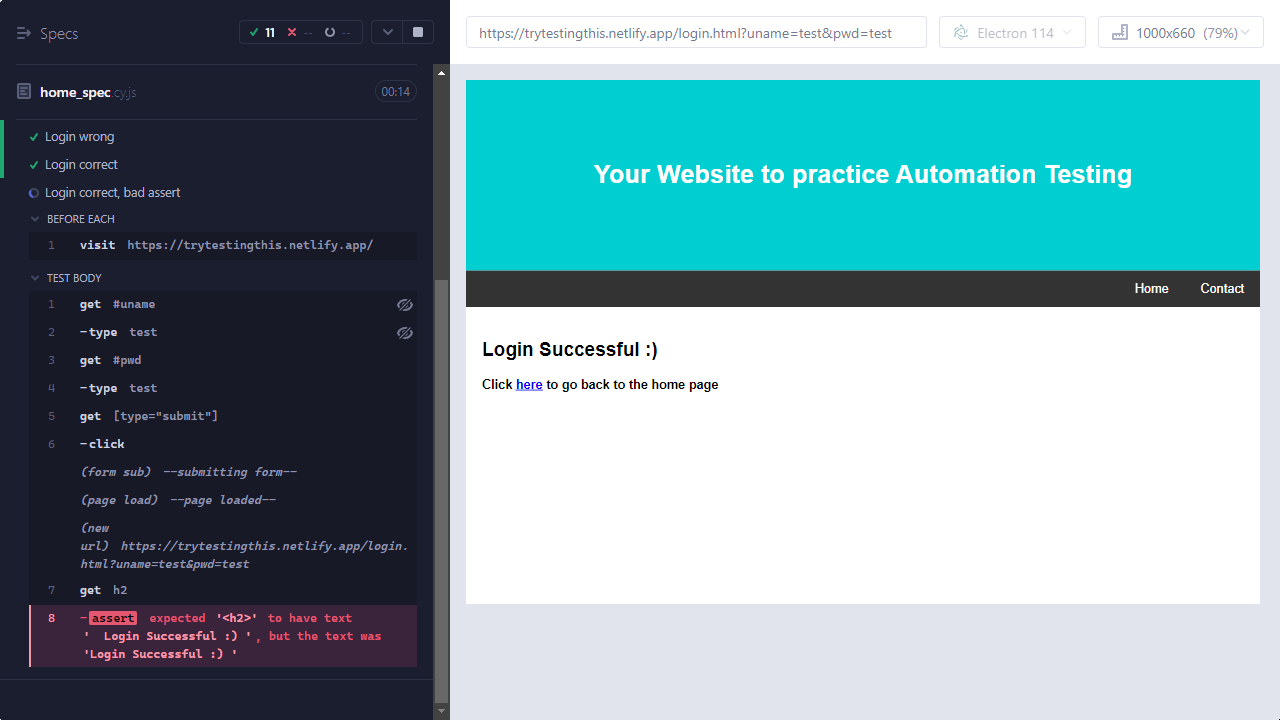 Specs
11 -- --
home_spec.cy.js
00:14
Login wrong
Login correct
Login correct, bad assert
BEFORE EACH
1 visit https://trytestingthis.netlify.app/
TEST BODY
1 get #uname
2 -type test
3 get #pwd
4 -type test
5 get [type="submit"]
6 -click
(form sub) --submitting form--
(page load) --page loaded--
(new
url) https://trytestingthis.netlify.app/login.
html?uname=test&pwd=test
7 get h2
8 -assert expected '<h2>' to have text
'  Login Successful :) ', but the text was
'Login Successful :) '
https://trytestingthis.netlify.app/login.html?uname=test&pwd=test
Electron 114
1000x660 (79%)
Your Website to practice Automation Testing
Home Contact
Login Successful :)
Click here to go back to the home page